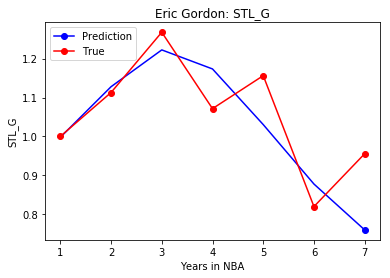 Eric Gordon: STL_G
Prediction
True
STL_G
1.2
1.1
1.0
0.9
0.8
1 2 3 4 5 6 7
Years in NBA